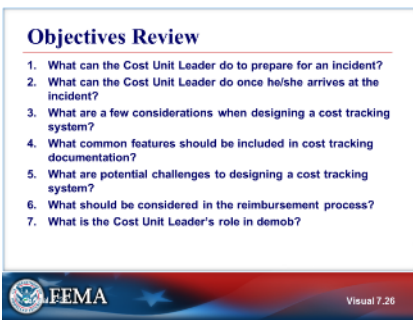 Objectives Review
1. What can the Cost Unit Leader do to prepare for an incident?
2. What can the Cost Unit Leader do once he/she arrives at the
incident?
3. What are a few considerations when designing a cost tracking
system?
4. What common features should be included in cost tracking
documentation?
5. What are potential challenges to designing a cost tracking
system?
6. What should be considered in the reimbursement process?
7. What is the Cost Unit Leader's role in demob?
FEMA
Visual 7.26